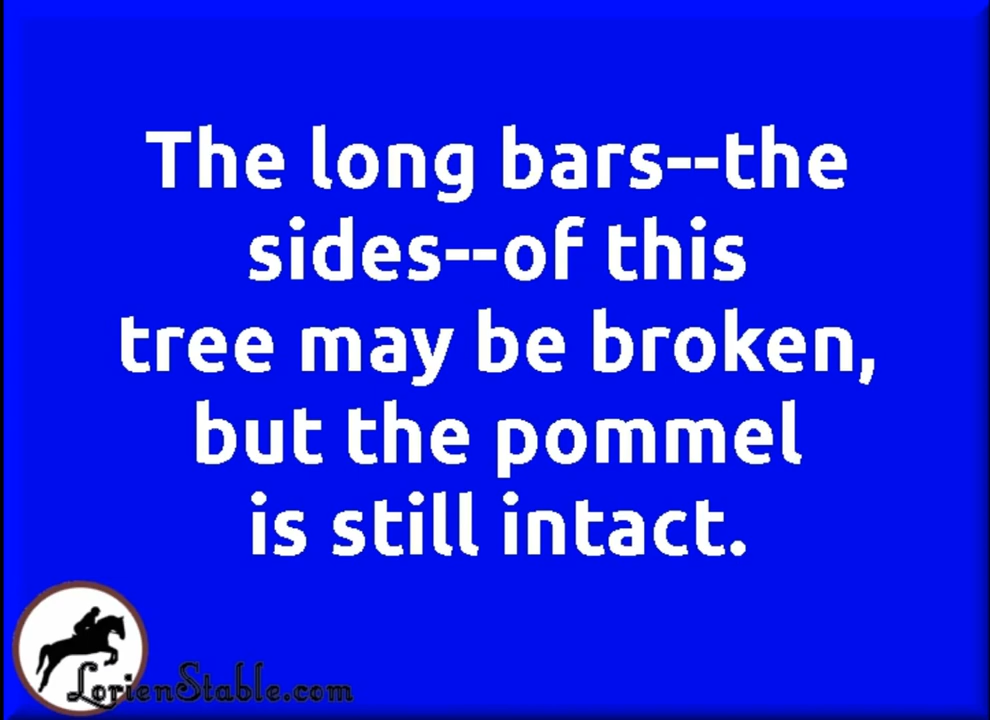 The long bars--the
sides--of this
tree may be broken,
but the pommel
is still intact.
LorienStable.com